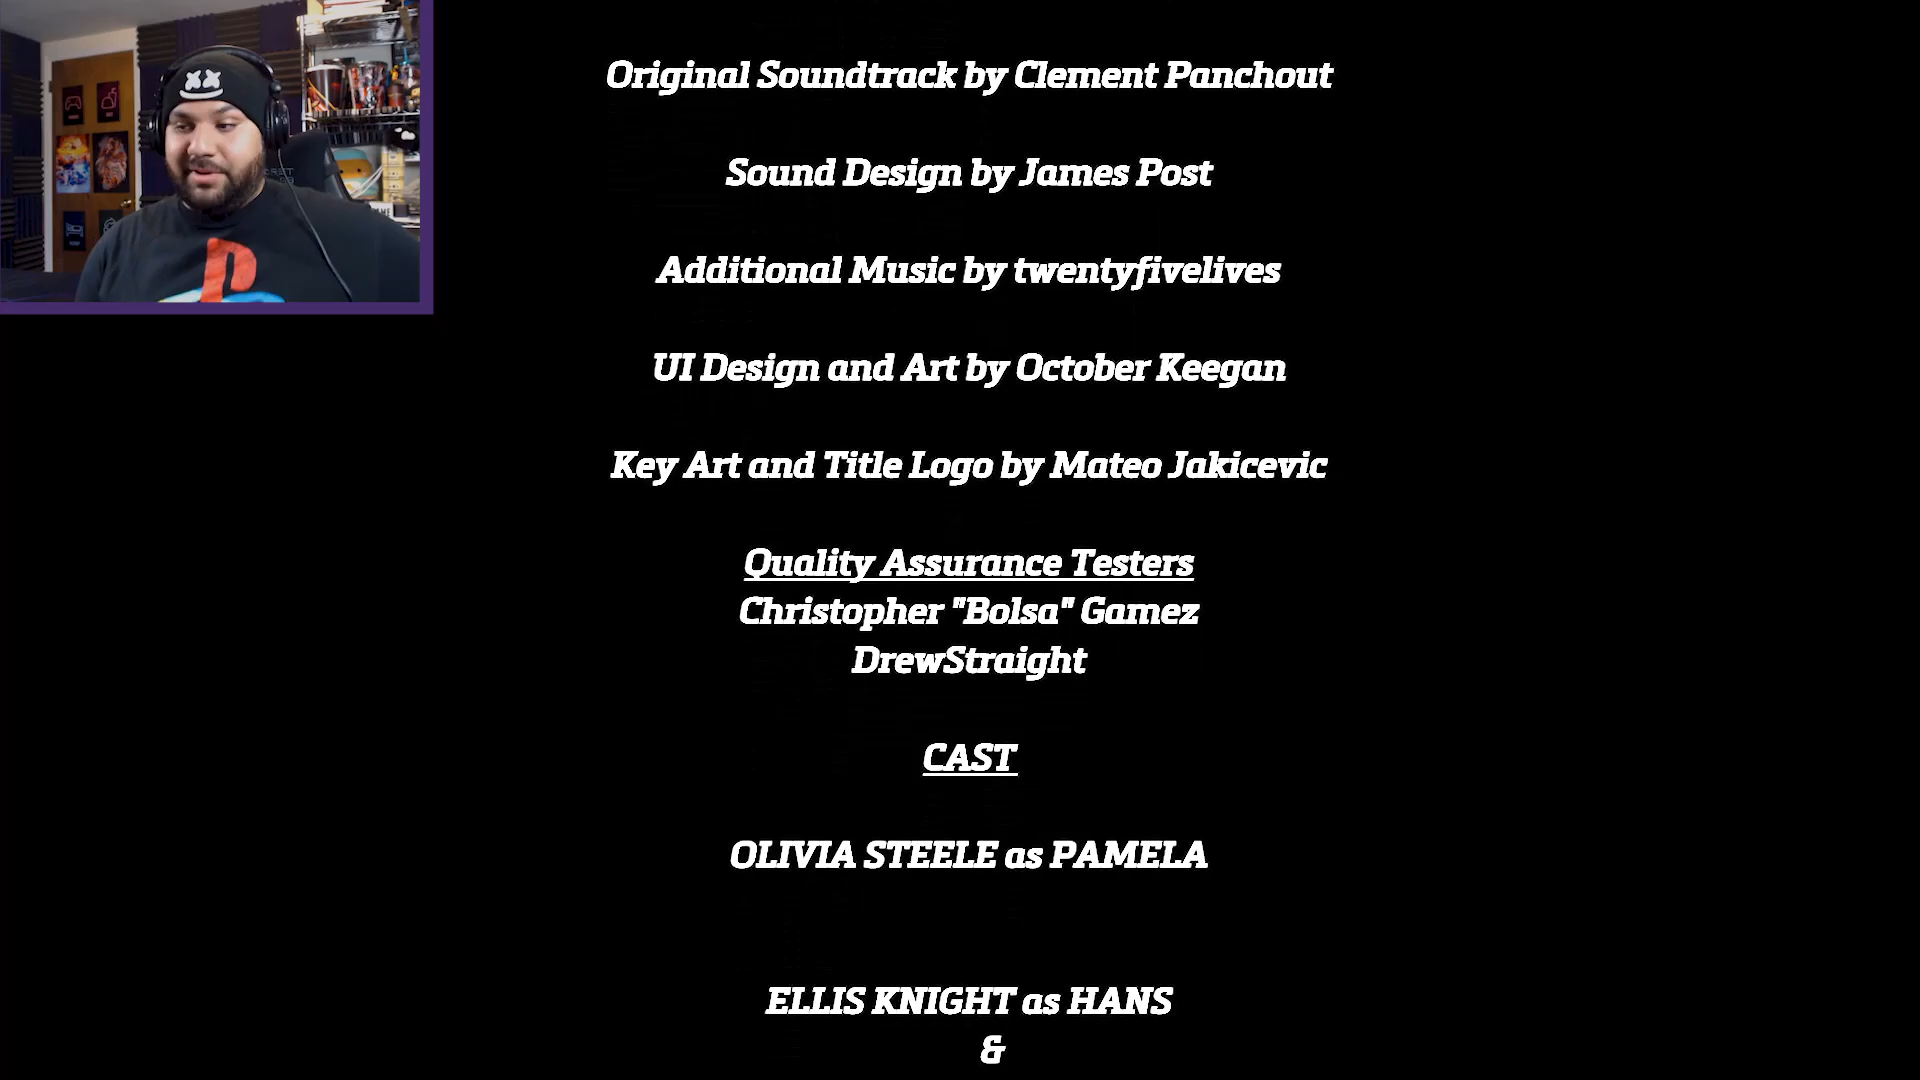 Original Soundtrack by Clement Panchout
Sound Design by James Post
Additional Music by twentyfivelives
UI Design and Art by October Keegan
Key Art and Title Logo by Mateo Jakicevic
Quality Assurance Testers
Christopher "Bolsa" Gamez
DrewStraight
CAST
OLIVIA STEELE as PAMELA
ELLIS KNIGHT as HANS
&